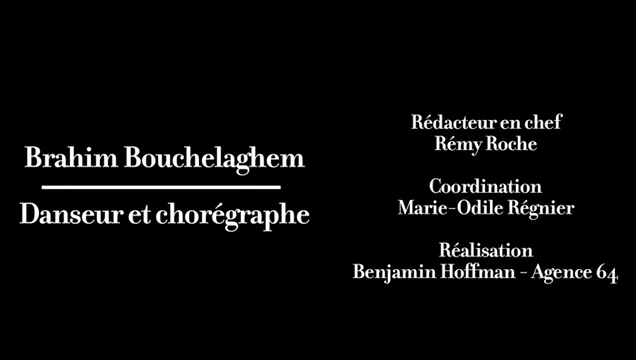 Brahim Bouchelaghem
Danseur et chorégraphe
Rédacteur en chef
Rémy Roche
Coordination
Marie-Odile Régnier
Réalisation
Benjamin Hoffman - Agence 64